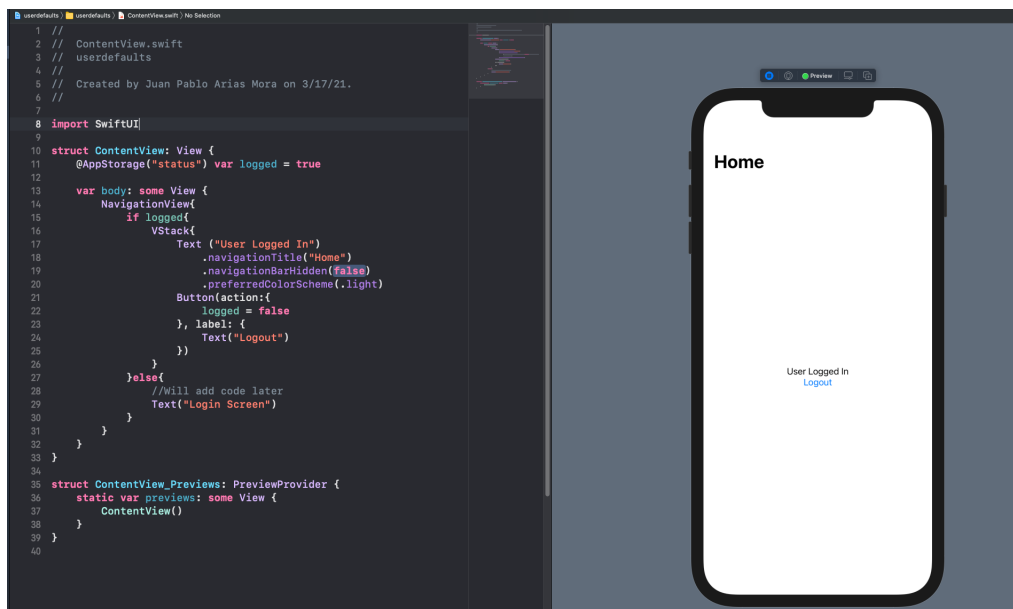 userdefaults 〉 userdefaults 〉 ContentView.swift 〉 No Selection
1 //
2 // ContentView.swift
3 // userdefaults
4 //
5 // Created by Juan Pablo Arias Mora on 3/17/21.
6 //
7
8 import SwiftUI
9
10 struct ContentView: View {
11 @AppStorage("status") var logged = true
12
13 var body: some View {
14 NavigationView{
15 if logged{
16 VStack{
17 Text ("User Logged In")
18 .navigationTitle("Home")
19 .navigationBarHidden(false)
20 .preferredColorScheme(.light)
21 Button(action:{
22 logged = false
23 }, label: {
24 Text("Logout")
25 })
26 }
27 }else{
28 //Will add code later
29 Text("Login Screen")
30 }
31 }
32 }
33 }
34
35 struct ContentView_Previews: PreviewProvider {
36 static var previews: some View {
37 ContentView()
38 }
39 }
40
Preview
Home
User Logged In
Logout